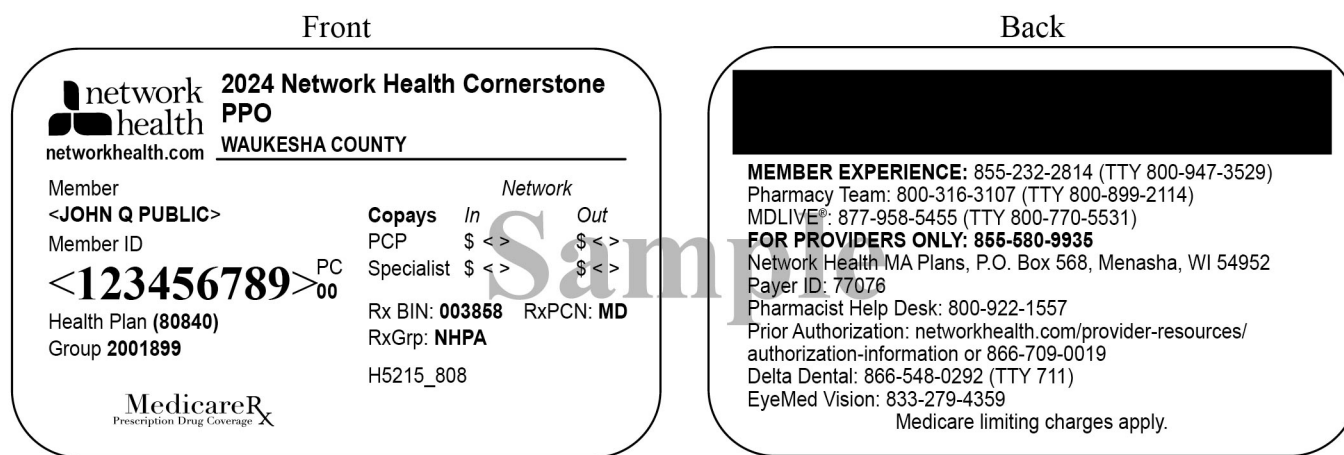 Front
network
health
networkhealth.com
2024 Network Health Cornerstone
PPO
WAUKESHA COUNTY
Member
<JOHN Q PUBLIC>
Member ID
<123456789> PC
00
Health Plan (80840)
Group 2001899
Network
Copays In Out
PCP $ < > $ < >
Specialist $ < > $ < >
Rx BIN: 003858 RxPCN: MD
RxGrp: NHPA
H5215_808
MedicareRx
Prescription Drug Coverage
Sample
Back
MEMBER EXPERIENCE: 855-232-2814 (TTY 800-947-3529)
Pharmacy Team: 800-316-3107 (TTY 800-899-2114)
MDLIVE®: 877-958-5455 (TTY 800-770-5531)
FOR PROVIDERS ONLY: 855-580-9935
Network Health MA Plans, P.O. Box 568, Menasha, WI 54952
Payer ID: 77076
Pharmacist Help Desk: 800-922-1557
Prior Authorization: networkhealth.com/provider-resources/
authorization-information or 866-709-0019
Delta Dental: 866-548-0292 (TTY 711)
EyeMed Vision: 833-279-4359
Medicare limiting charges apply.